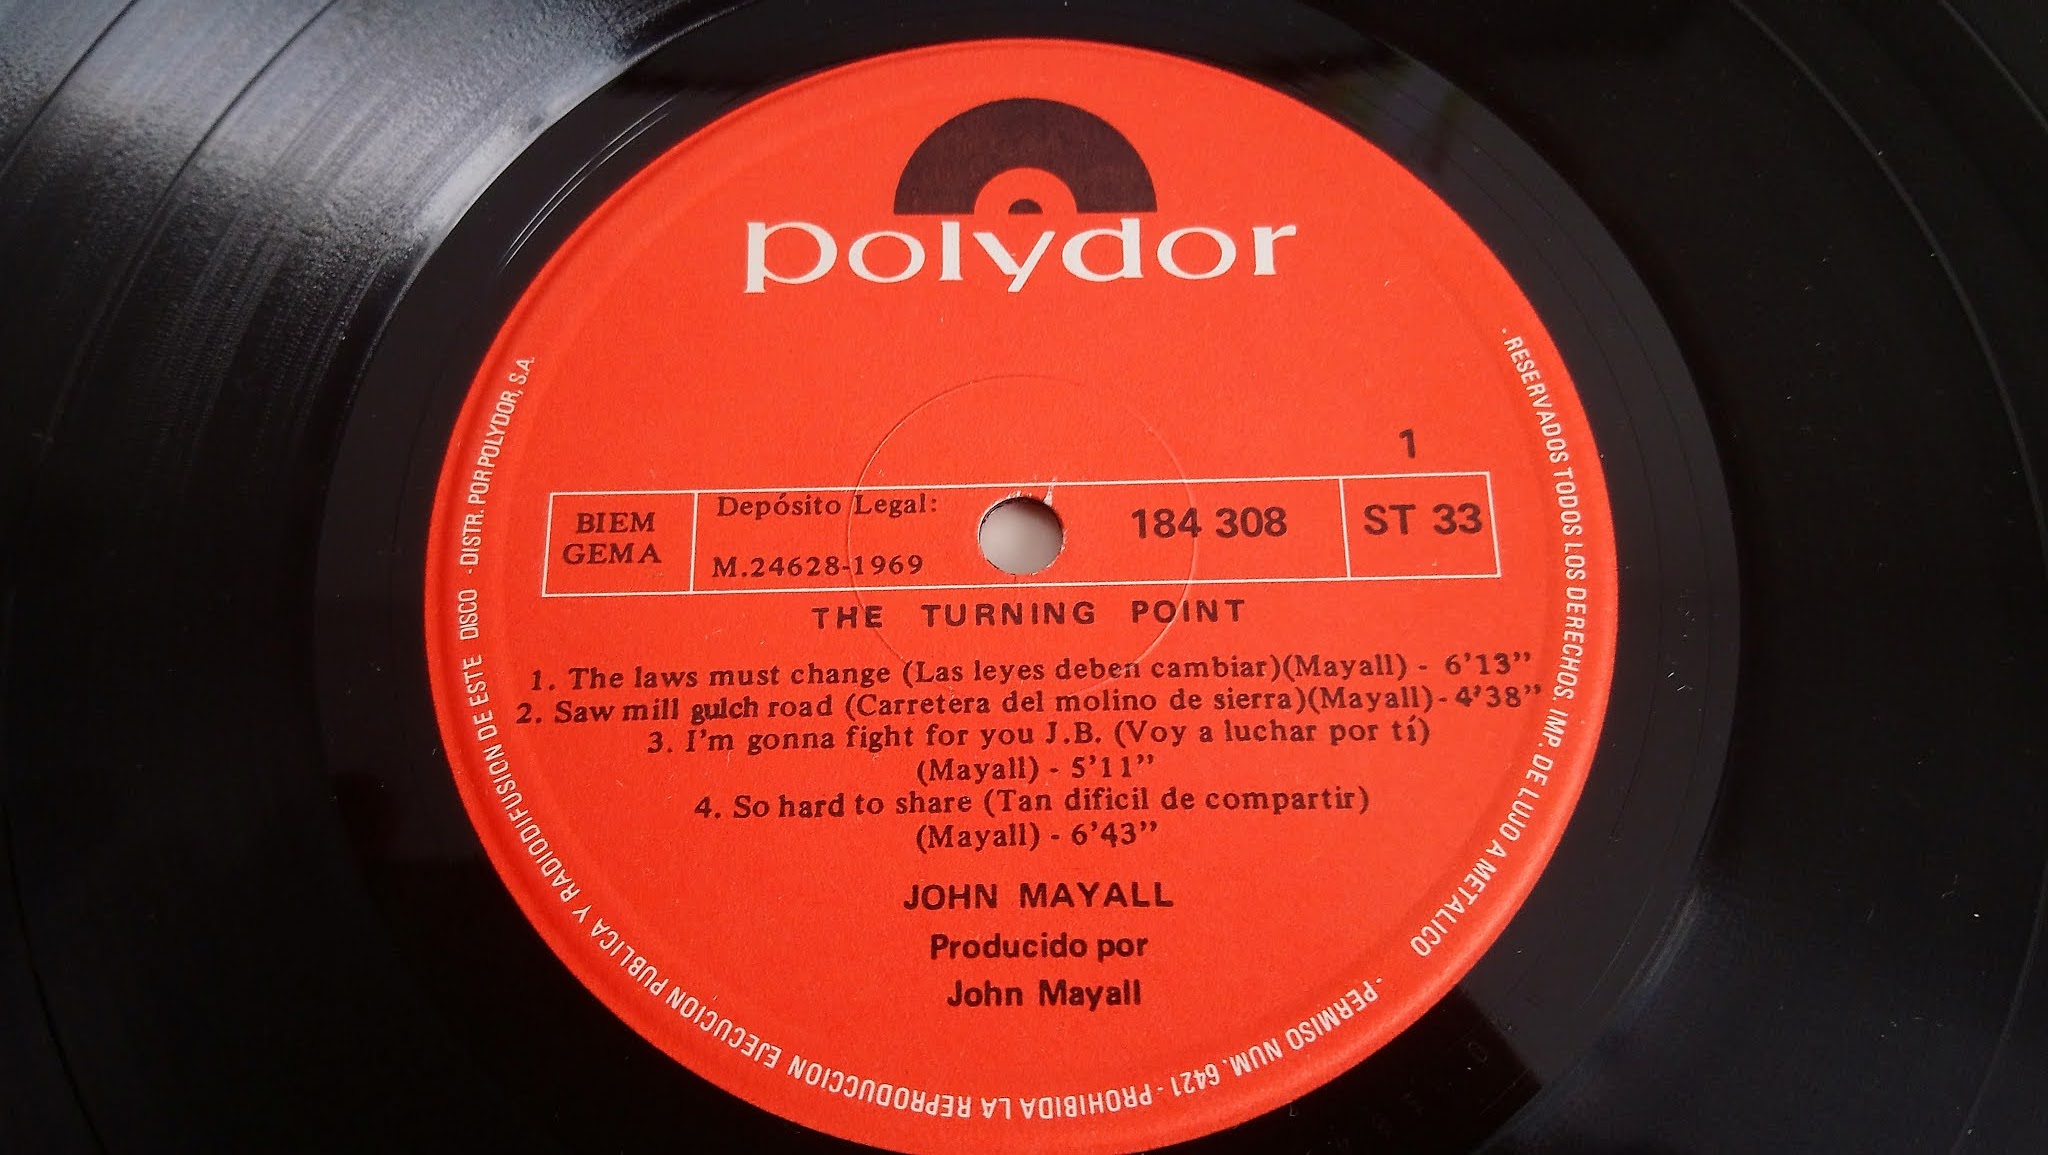 polydor
1
BIEM
GEMA
Depósito Legal:
M.24628-1969
184 308
ST 33
THE TURNING POINT
1. The laws must change (Las leyes deben cambiar)(Mayall) - 6'13”
2. Saw mill gulch road (Carretera del molino de sierra)(Mayall)- 4'38”
3. I'm gonna fight for you J.B. (Voy a luchar por tí)
(Mayall) - 5'11”
4. So hard to share (Tan dificil de compartir)
(Mayall) - 6'43”
JOHN MAYALL
Producido por
John Mayall
· RESERVADOS TODOS LOS DERECHOS. IMP. DE LUJO A METALICO
·PERMISO NUM. 6421 - PROHIBIDA LA REPRODUCCION EJECUCION PUBLICA Y RADIODIFUSION DE ESTE DISCO -DISTR. POR POLYDOR, S.A.